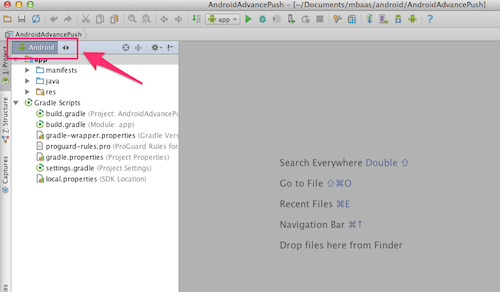 AndroidAdvancePush - [~/Documents/mbaas/android/AndroidAdvancePush
app
AndroidAdvancePush
Android
app
manifests
java
res
Gradle Scripts
build.gradle (Project: AndroidAdvancePu
build.gradle (Module: app)
gradle-wrapper.properties (Gradle Vers
proguard-rules.pro (ProGuard Rules for
gradle.properties (Project Properties)
settings.gradle (Project Settings)
local.properties (SDK Location)
1: Project
7: Structure
Captures
Search Everywhere Double ⇧
Go to File ⇧⌘O
Recent Files ⌘E
Navigation Bar ⌘↑
Drop files here from Finder